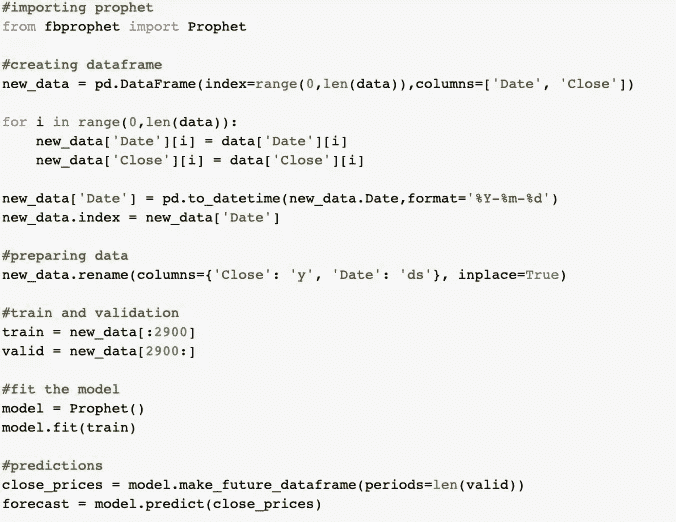 #importing prophet
from fbprophet import Prophet
#creating dataframe
new_data = pd.DataFrame(index=range(0,len(data)),columns=['Date', 'Close'])
for i in range(0,len(data)):
    new_data['Date'][i] = data['Date'][i]
    new_data['Close'][i] = data['Close'][i]
new_data['Date'] = pd.to_datetime(new_data.Date,format='%Y-%m-%d')
new_data.index = new_data['Date']
#preparing data
new_data.rename(columns={'Close': 'y', 'Date': 'ds'}, inplace=True)
#train and validation
train = new_data[:2900]
valid = new_data[2900:]
#fit the model
model = Prophet()
model.fit(train)
#predictions
close_prices = model.make_future_dataframe(periods=len(valid))
forecast = model.predict(close_prices)